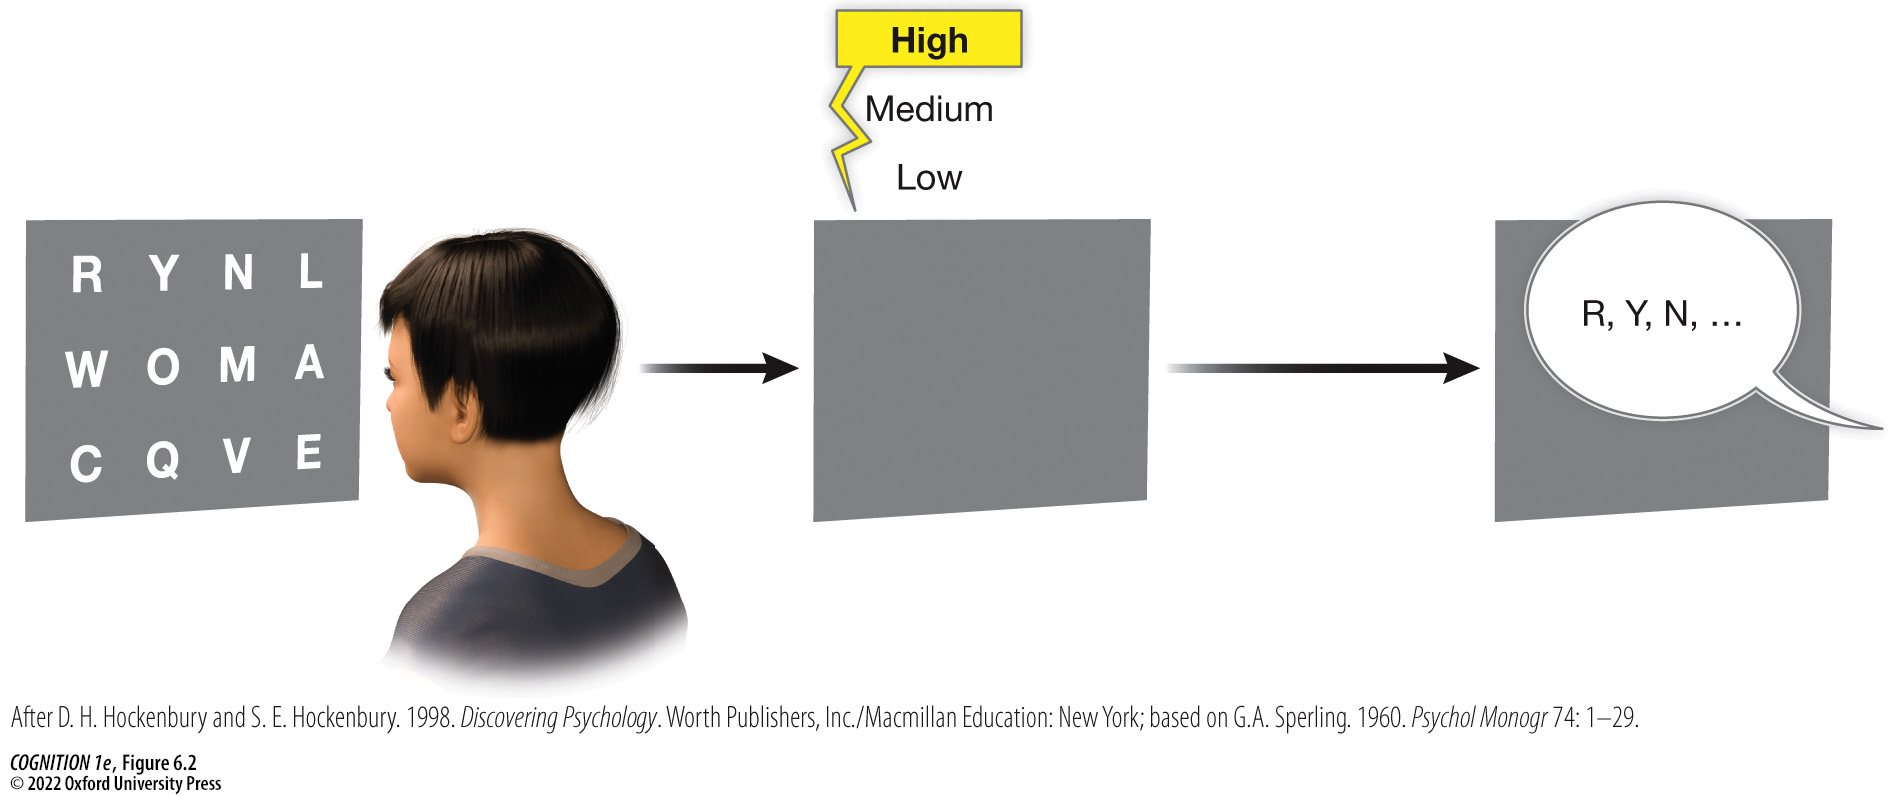 High
Medium
Low
R Y N L
W O M A
C Q V E
R, Y, N, ...
After D. H. Hockenbury and S. E. Hockenbury. 1998. Discovering Psychology. Worth Publishers, Inc./Macmillan Education: New York; based on G.A. Sperling. 1960. Psychol Monogr 74: 1–29.
COGNITION 1e, Figure 6.2
© 2022 Oxford University Press